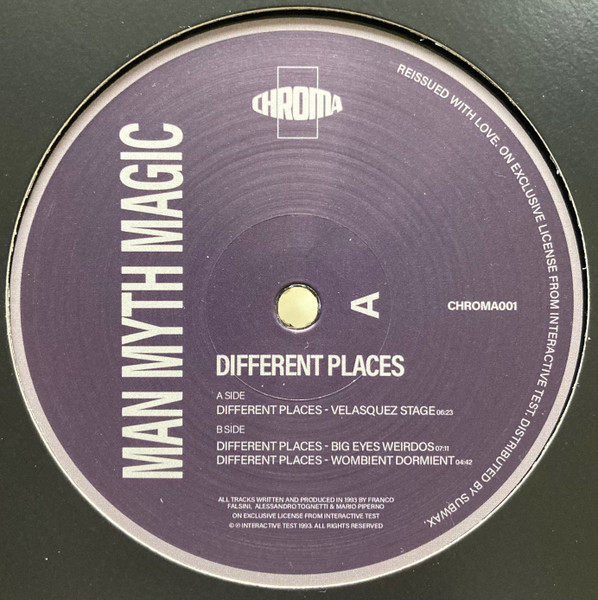 CHROMA
REISSUED WITH LOVE. ON EXCLUSIVE LICENSE FROM INTERACTIVE TEST. DISTRIBUTED BY SUBWAX.
MAN MYTH MAGIC
A
CHROMA001
DIFFERENT PLACES
A SIDE
DIFFERENT PLACES - VELASQUEZ STAGE 06:23
B SIDE
DIFFERENT PLACES - BIG EYES WEIRDOS 07:11
DIFFERENT PLACES - WOMBIENT DORMIENT 04:42
ALL TRACKS WRITTEN AND PRODUCED IN 1993 BY FRANCO
FALSINI, ALESSANDRO TOGNETTI & MARIO PIPERNO
ON EXCLUSIVE LICENSE FROM INTERACTIVE TEST
© ℗ INTERACTIVE TEST 1993. ALL RIGHTS RESERVED